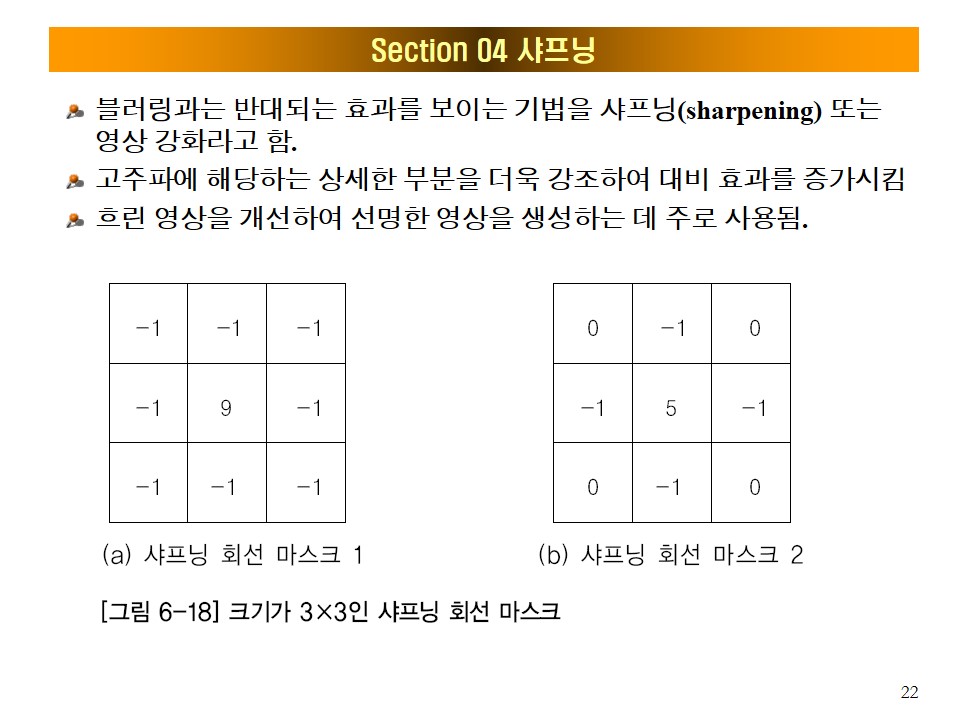 Section 04 샤프닝
블러링과는 반대되는 효과를 보이는 기법을 샤프닝(sharpening) 또는
영상 강화라고 함.
고주파에 해당하는 상세한 부분을 더욱 강조하여 대비 효과를 증가시킴
흐린 영상을 개선하여 선명한 영상을 생성하는 데 주로 사용됨.
-1 -1 -1
-1 9 -1
-1 -1 -1
(a) 샤프닝 회선 마스크 1
0 -1 0
-1 5 -1
0 -1 0
(b) 샤프닝 회선 마스크 2
[그림 6-18] 크기가 3×3인 샤프닝 회선 마스크
22